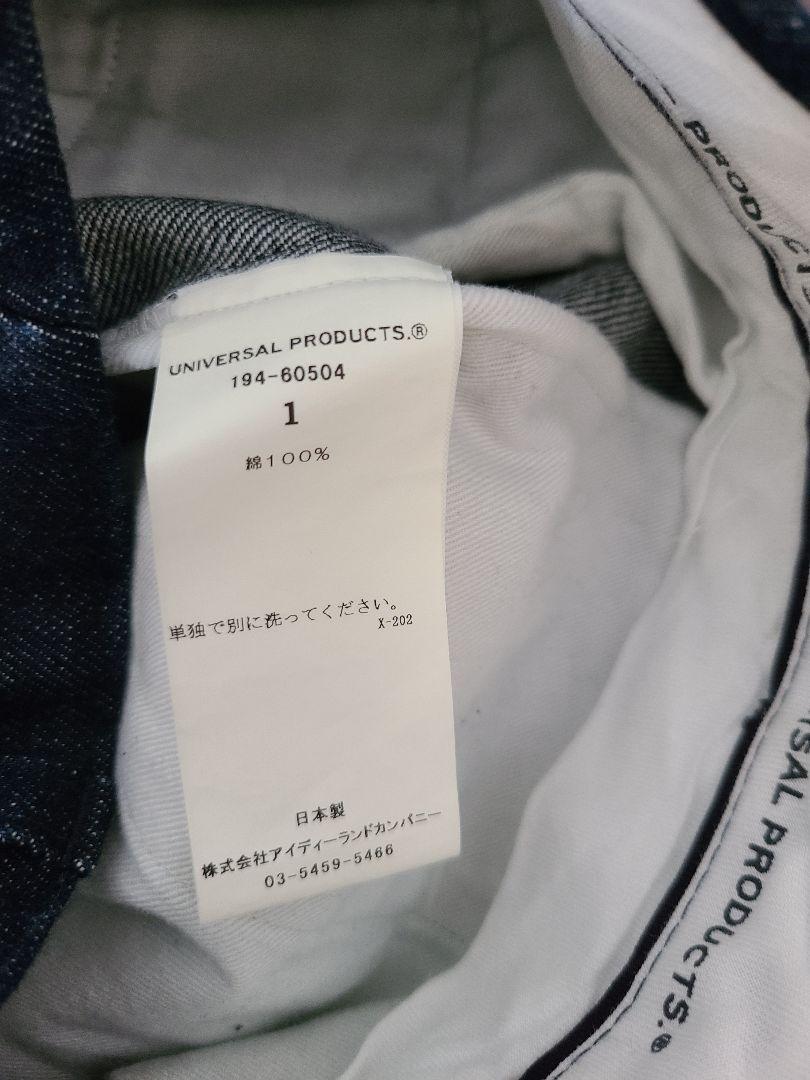 UNIVERSAL PRODUCTS.®
194-60504
1
綿100%
単独で別に洗ってください。
X-202
日本製
株式会社アイディーランドカンパニー
03-5459-5466
PRODUCTS
SAL PRODUCTS.®